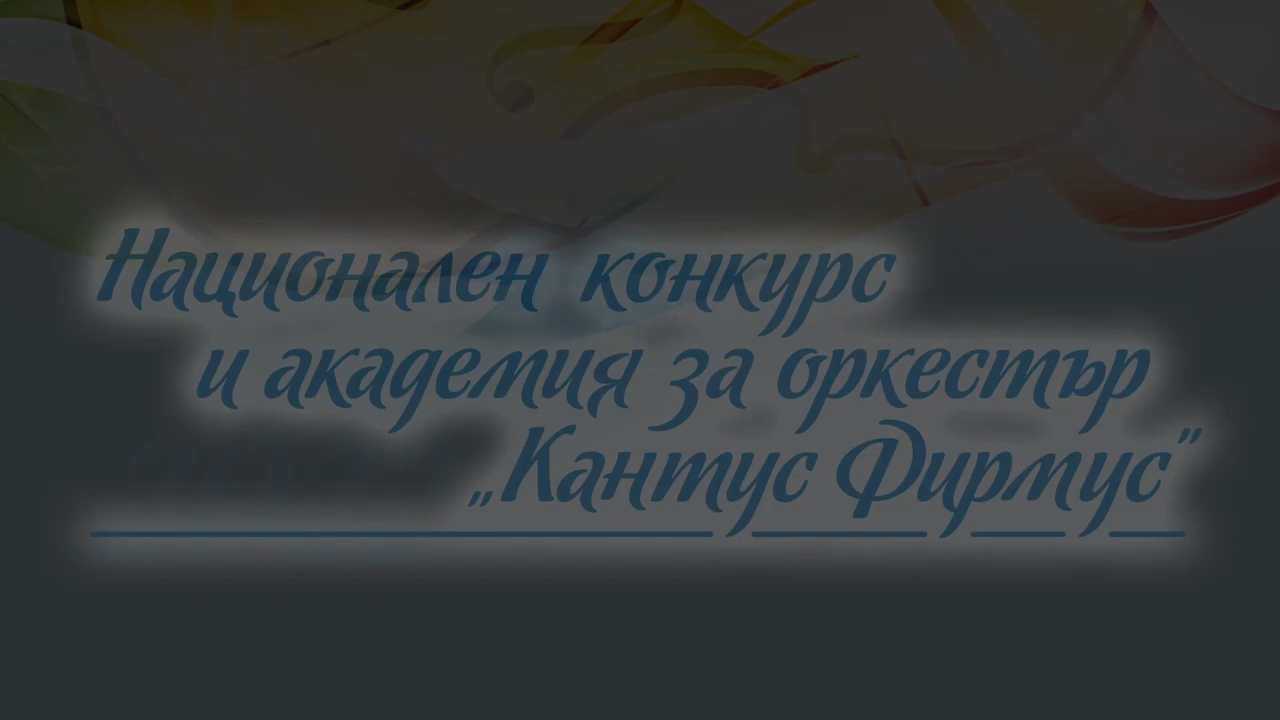 Национален конкурс
и академия за оркестър
„Кантус Фирмус"